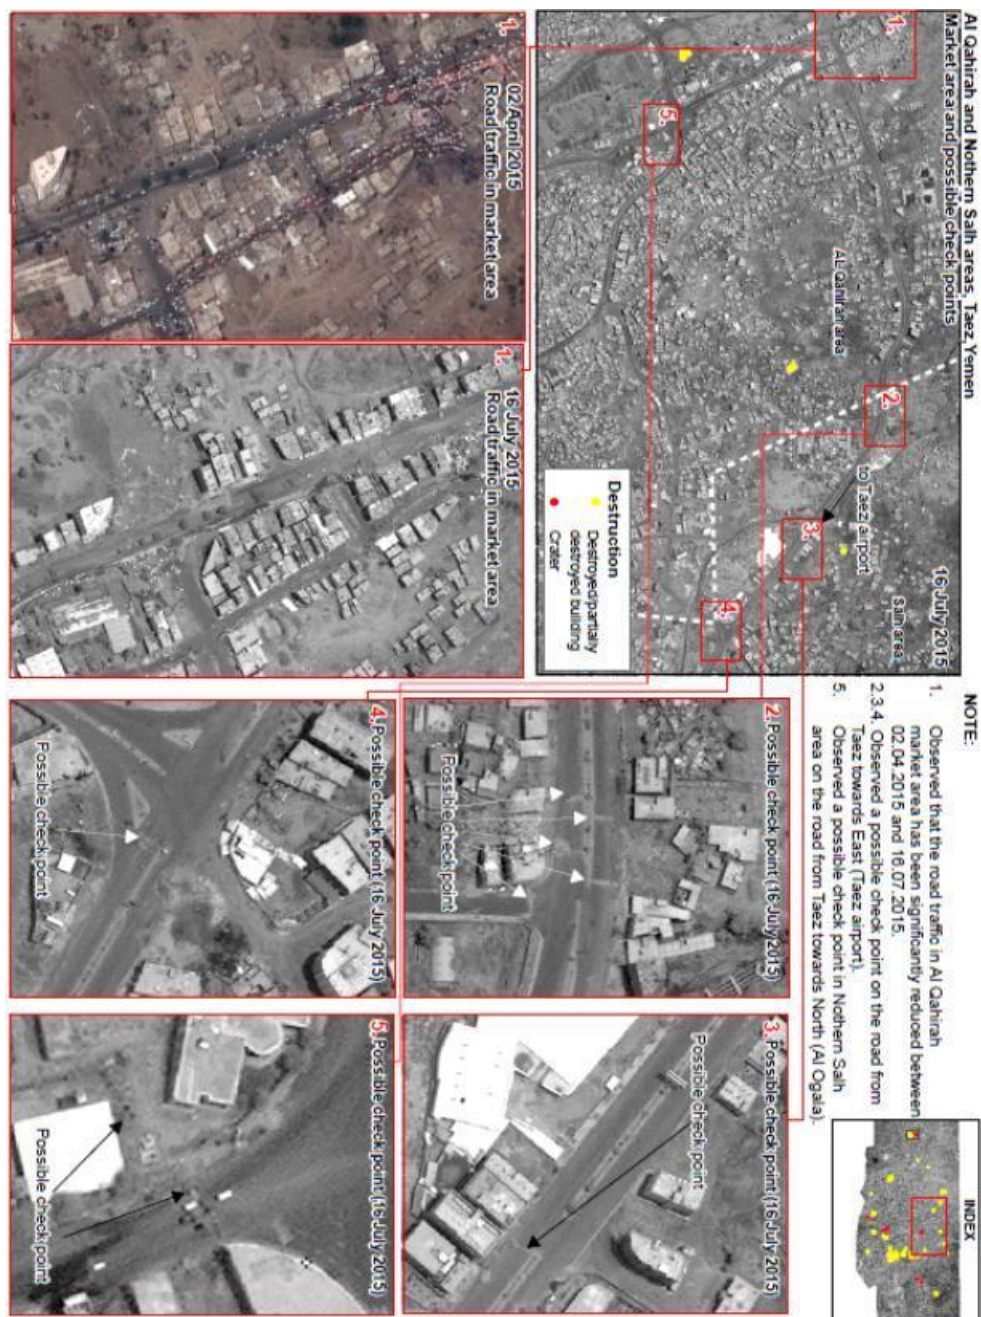 Al Qahirah and Nothern Salh areas, Taez, Yemen
Market area and possible check points
16 July 2015
1.
2.
3.
4.
5.
AL Qahirah area
Salh area
to Taez airport
Destruction
Destroyed/partially
destroyed building
Crater
NOTE:
1. Observed that the road traffic in Al Qahirah
market area has been significantly reduced between
02.04.2015 and 16.07.2015.
2.3.4. Observed a possible check point on the road from
Taez towards East (Taez airport).
5. Observed a possible check point in Nothern Salh
area on the road from Taez towards North (Al Ogala).
INDEX
1.
02 April 2015
Road traffic in market area
1.
16 July 2015
Road traffic in market area
2. Possible check point (16 July 2015)
Possible check point
3. Possible check point (16 July 2015)
Possible check point
4. Possible check point (16 July 2015)
Possible check point
5. Possible check point (16 July 2015)
Possible check point